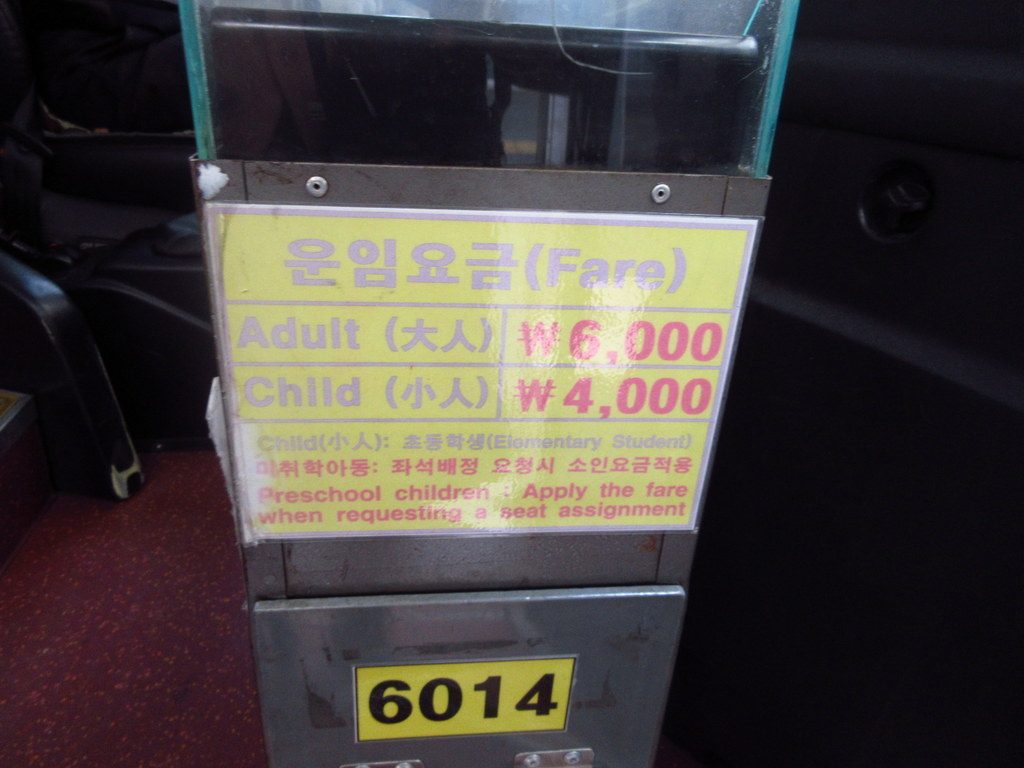 운임요금(Fare)
Adult (大人) ₩6,000
Child (小人) ₩4,000
Child(小人): 초등학생(Elementary Student)
미취학아동: 좌석배정 요청시 소인요금적용
Preschool children : Apply the fare
when requesting a seat assignment
6014